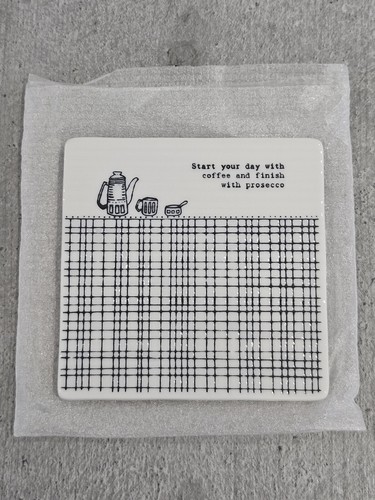 Start your day with
coffee and finish
with prosecco